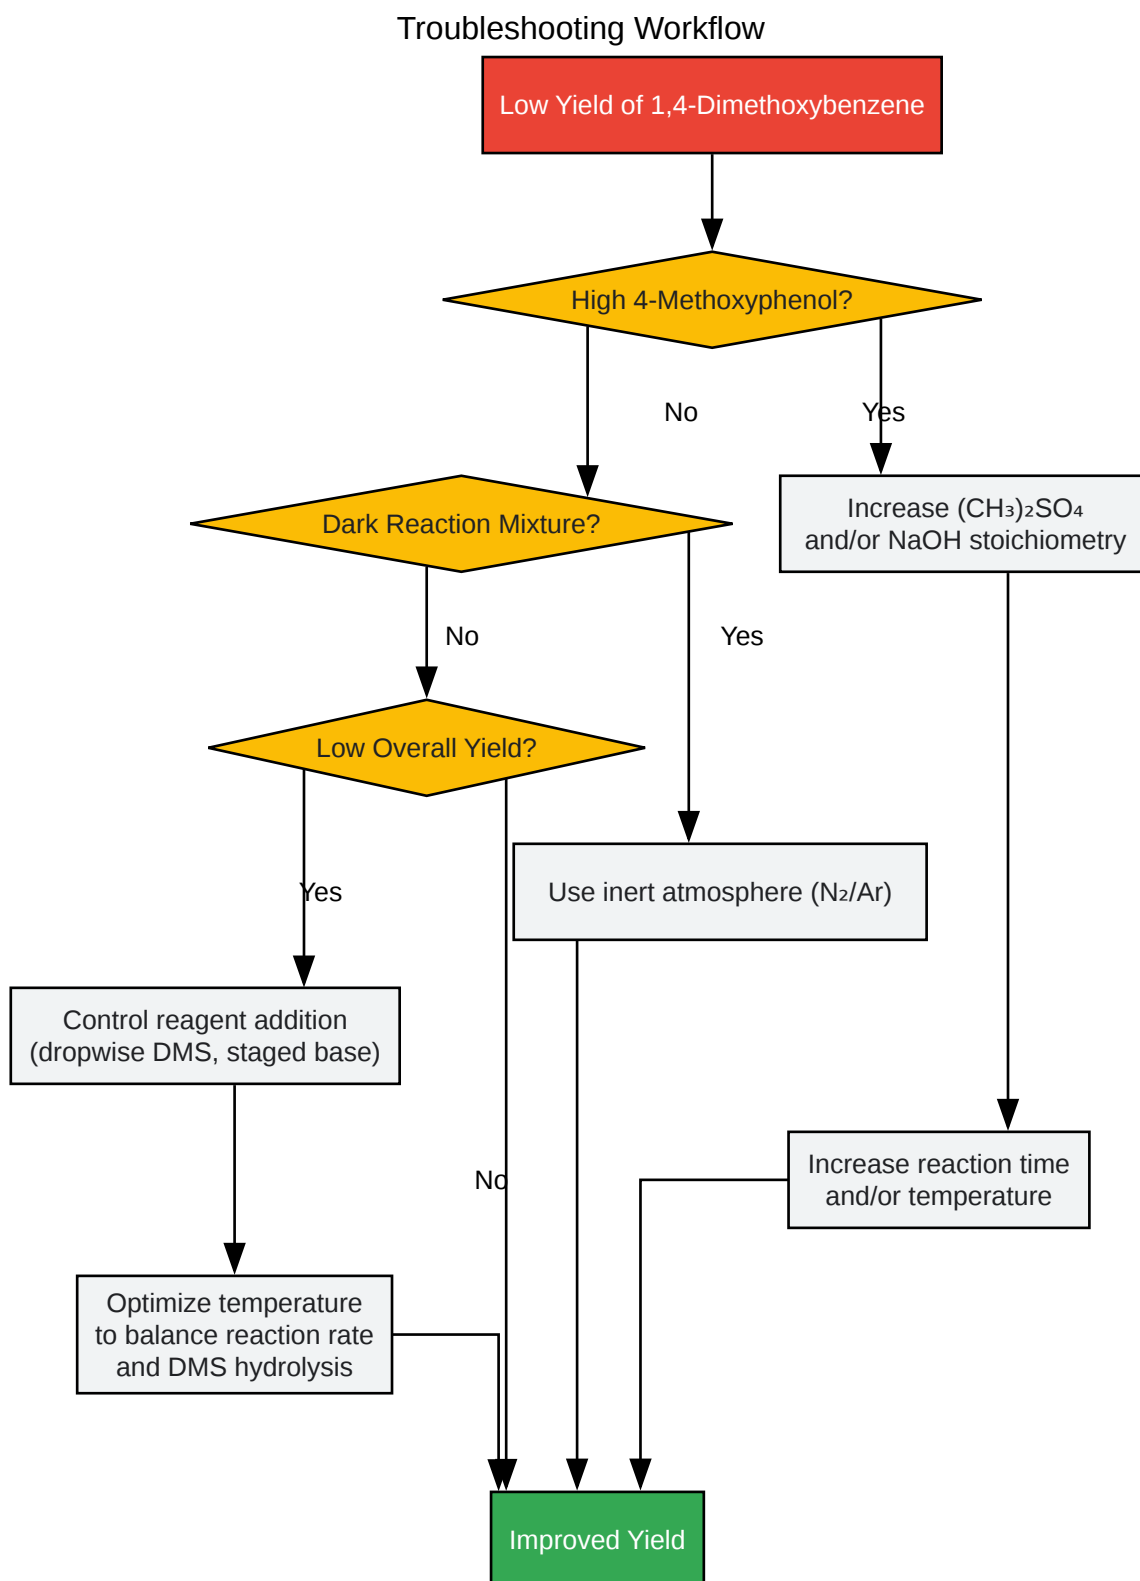 Troubleshooting Workflow
Low Yield of 1,4-Dimethoxybenzene
High 4-Methoxyphenol?
No
Yes
Dark Reaction Mixture?
Increase (CH₃)₂SO₄
and/or NaOH stoichiometry
No
Yes
Low Overall Yield?
Yes
Use inert atmosphere (N₂/Ar)
Control reagent addition
(dropwise DMS, staged base)
No
Increase reaction time
and/or temperature
Optimize temperature
to balance reaction rate
and DMS hydrolysis
Improved Yield